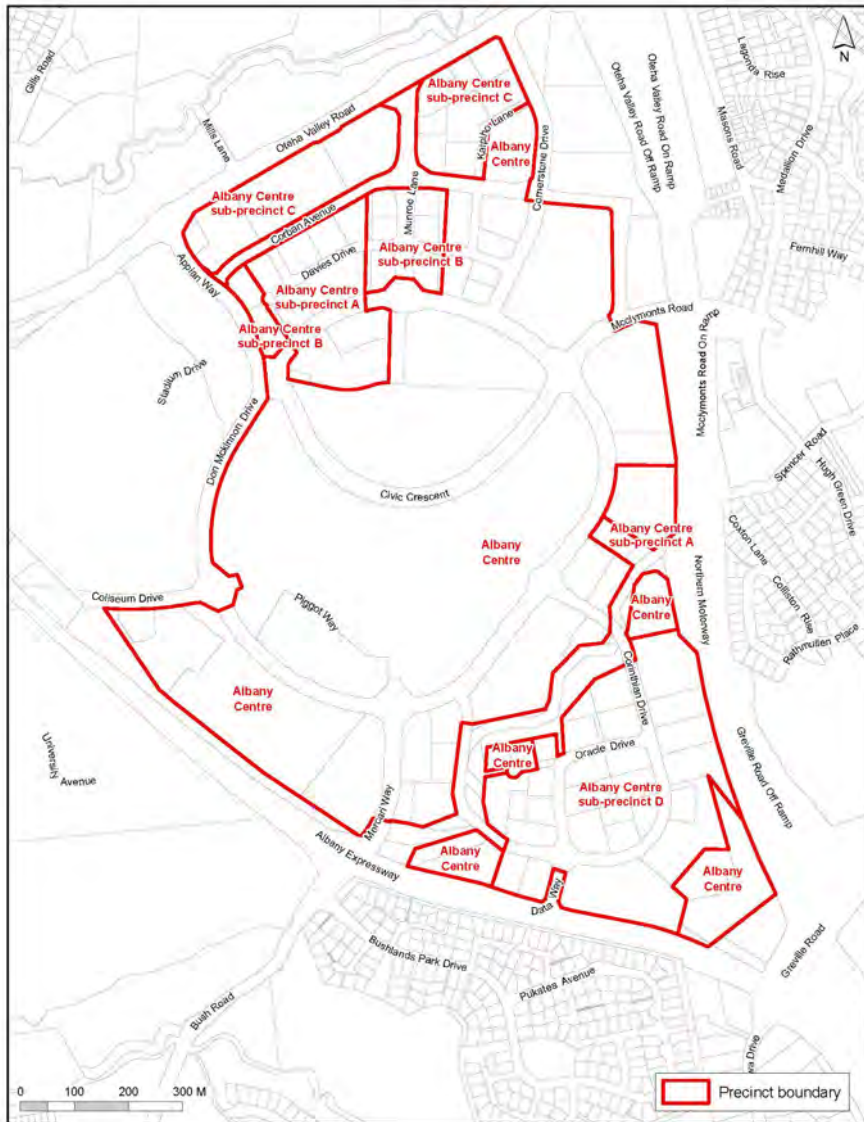 Gills Road
Mills Lane
Oteha Valley Road
Albany Centre
sub-precinct C
Kaipiho Lane
Albany
Centre
Cornerstone Drive
Oteha Valley Road Off Ramp
Oteha Valley Road On Ramp
Lagonda Rise
Masons Road
Medallion Drive
N
Albany Centre
sub-precinct C
Corban Avenue
Munroe Lane
Fernhill Way
Appian Way
Davies Drive
Albany Centre
sub-precinct B
Albany Centre
sub-precinct A
Albany Centre
sub-precinct B
Mcclymonts Road
Mcclymonts Road On Ramp
Stadium Drive
Don Mckinnon Drive
Civic Crescent
Spencer Road
Hugh Green Drive
Albany
Centre
Albany Centre
sub-precinct A
Coxton Lane
Colliston Rise
Rathmullen Place
Northern Motorway
Coliseum Drive
Piggot Way
Albany
Centre
Albany
Centre
Corinthian Drive
University
Avenue
Albany
Centre
Oracle Drive
Albany Centre
sub-precinct D
Greville Road Off Ramp
Mercari Way
Albany Expressway
Albany
Centre
Albany
Centre
Data Way
Bushlands Park Drive
Pukatea Avenue
Greville Road
Bush Road
Drive
0 100 200 300 M
Precinct boundary